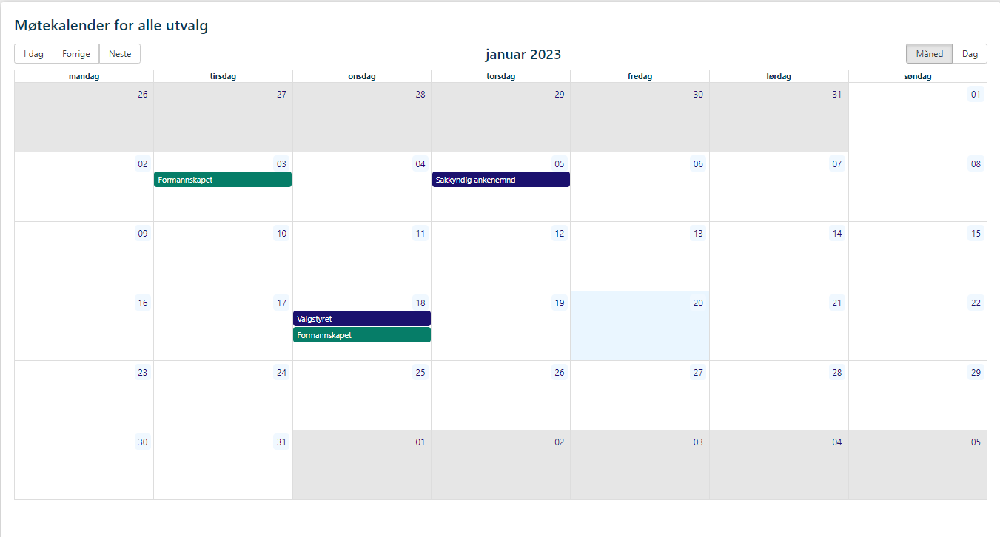 Møtekalender for alle utvalg
I dag Forrige Neste januar 2023 Måned Dag
mandag tirsdag onsdag torsdag fredag lørdag søndag
26 27 28 29 30 31 01
02 03 04 05 06 07 08
Formannskapet Sakkyndig ankenemnd
09 10 11 12 13 14 15
16 17 18 19 20 21 22
Valgstyret
Formannskapet
23 24 25 26 27 28 29
30 31 01 02 03 04 05